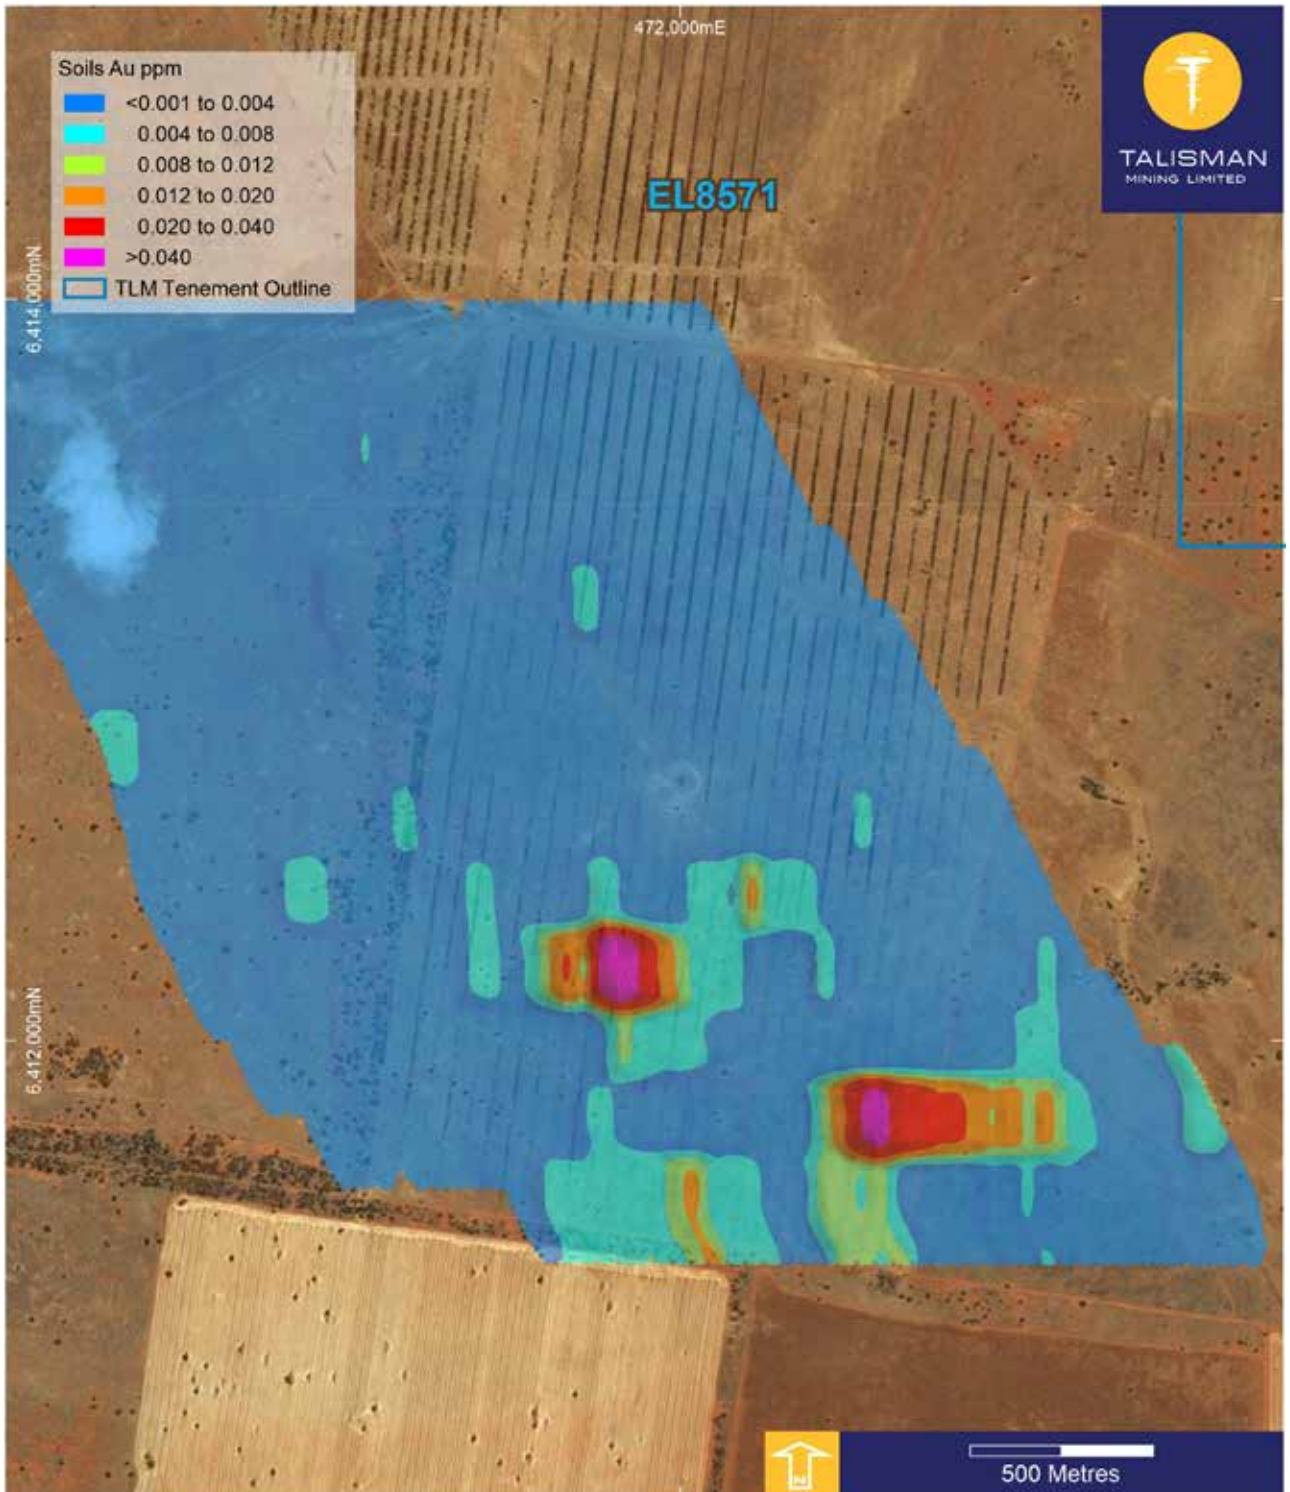 472,000mE
Soils Au ppm
<0.001 to 0.004
0.004 to 0.008
0.008 to 0.012
0.012 to 0.020
0.020 to 0.040
>0.040
TLM Tenement Outline
TALISMAN
MINING LIMITED
EL8571
6,414,000mN
6,412,000mN
N
500 Metres